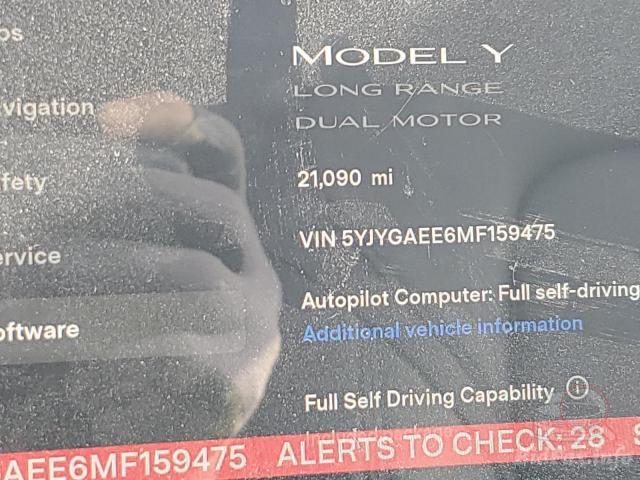 MODEL Y
LONG RANGE
vigation
DUAL MOTOR
fety
21,090 mi
ervice
VIN 5YJYGAEE6MF159475
Autopilot Computer: Full self-driving
oftware
Additional vehicle information
Full Self Driving Capability
AEE6MF159475 ALERTS TO CHECK: 28 S